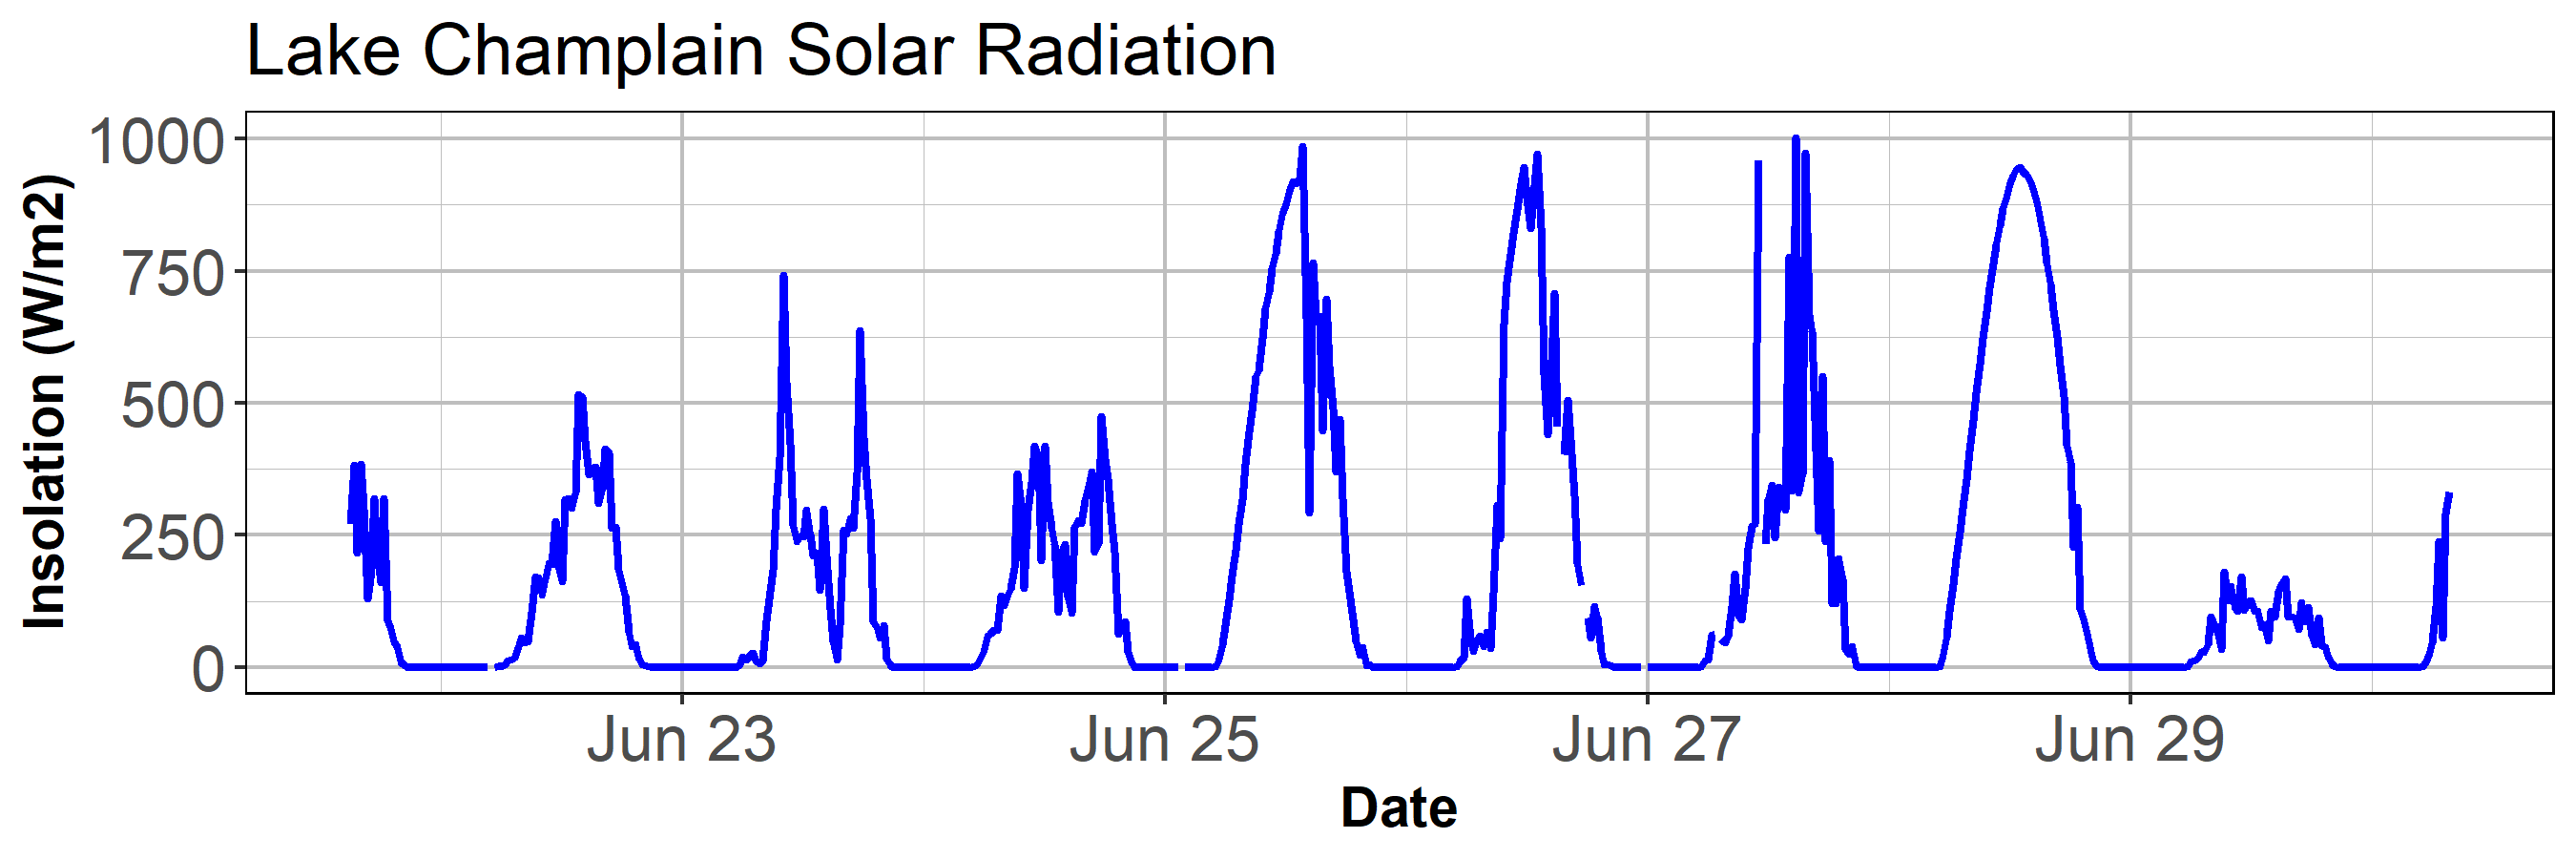 Lake Champlain Solar Radiation
Insolation (W/m2)
1000
750
500
250
0
Jun 23 Jun 25 Jun 27 Jun 29
Date